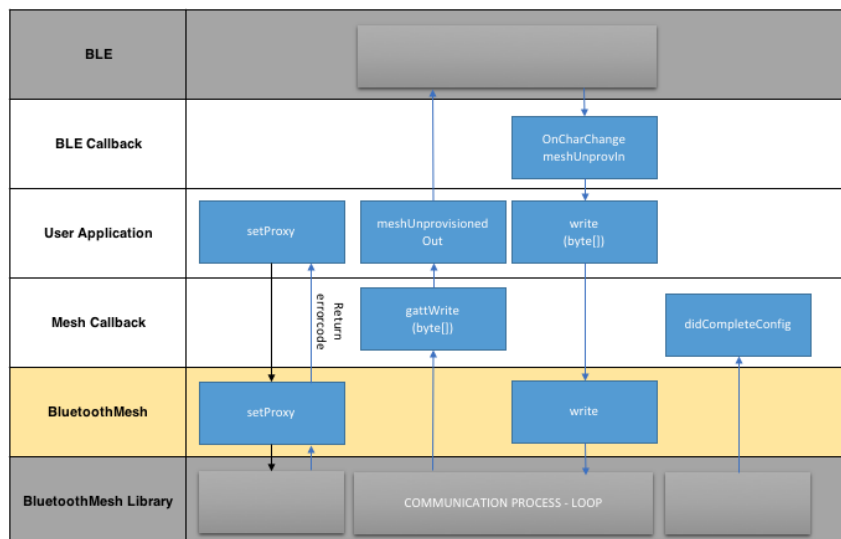 BLE
BLE Callback
OnCharChange
meshUnprovIn
User Application
setProxy
meshUnprovisioned
Out
write
(byte[])
Mesh Callback
Return
errorcode
gattWrite
(byte[])
didCompleteConfig
BluetoothMesh
setProxy
write
BluetoothMesh Library
COMMUNICATION PROCESS - LOOP